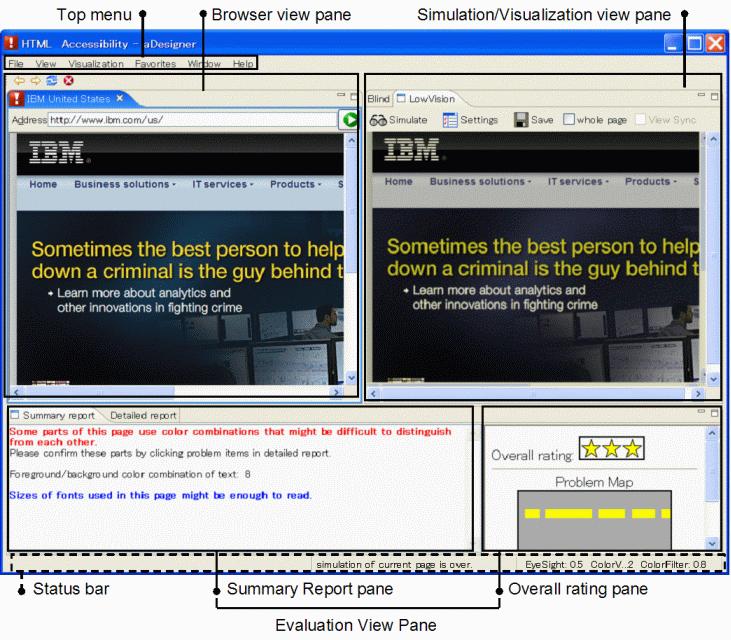 Top menu
Browser view pane
Simulation/Visualization view pane
HTML Accessibility - aDesigner
File View Visualization Favorites Window Help
IBM United States
Blind LowVision
Address http://www.ibm.com/us/
Simulate Settings Save whole page View Sync
IBM
IBM
Home Business solutions IT services Products S
Home Business solutions IT services Products
Sometimes the best person to help
down a criminal is the guy behind t
Learn more about analytics and
other innovations in fighting crime
Sometimes the best person to help
down a criminal is the guy behind t
Learn more about analytics and
other innovations in fighting crime
Summary report Detailed report
Some parts of this page use color combinations that might be difficult to distinguish
from each other.
Please confirm these parts by clicking problem items in detailed report.
Foreground/background color combination of text: 8
Sizes of fonts used in this page might be enough to read.
Overall rating:
Problem Map
simulation of current page is over.
EyeSight: 0.5 ColorV...2 ColorFilter: 0.8
Status bar
Summary Report pane
Overall rating pane
Evaluation View Pane